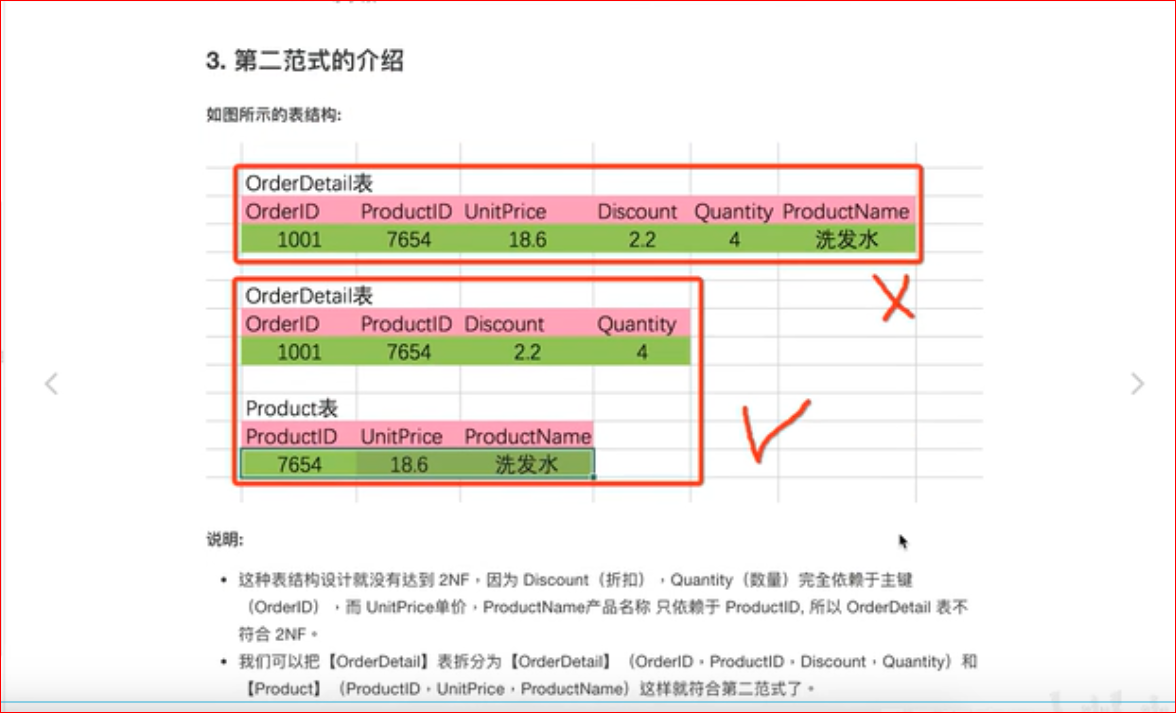 3. 第二范式的介绍
如图所示的表结构:
OrderDetail表
OrderID ProductID UnitPrice Discount Quantity ProductName
1001 7654 18.6 2.2 4 洗发水
OrderDetail表
OrderID ProductID Discount Quantity
1001 7654 2.2 4
Product表
ProductID UnitPrice ProductName
7654 18.6 洗发水
说明:
• 这种表结构设计就没有达到 2NF，因为 Discount（折扣），Quantity（数量）完全依赖于主键
（OrderID），而 UnitPrice单价，ProductName产品名称 只依赖于 ProductID, 所以 OrderDetail 表不
符合 2NF。
• 我们可以把【OrderDetail】表拆分为【OrderDetail】（OrderID，ProductID，Discount，Quantity）和
【Product】（ProductID，UnitPrice，ProductName）这样就符合第二范式了。